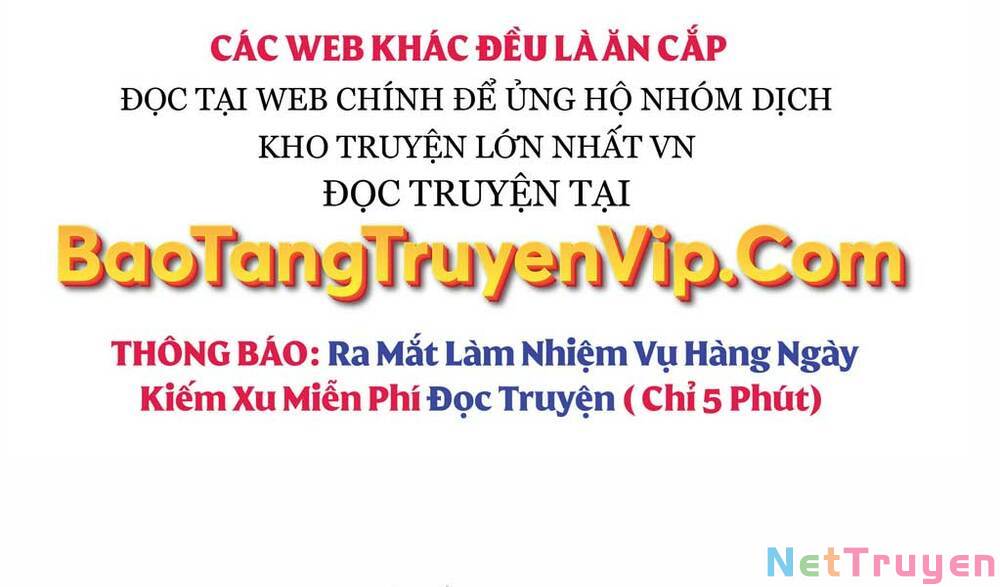 CÁC WEB KHÁC ĐỀU LÀ ĂN CẮP
ĐỌC TẠI WEB CHÍNH ĐỂ ỦNG HỘ NHÓM DỊCH
KHO TRUYỆN LỚN NHẤT VN
ĐỌC TRUYỆN TẠI
BaoTangTruyenVip.Com
THÔNG BÁO: Ra Mắt Làm Nhiệm Vụ Hàng Ngày
Kiếm Xu Miễn Phí Đọc Truyện ( Chỉ 5 Phút)
NetTruyen